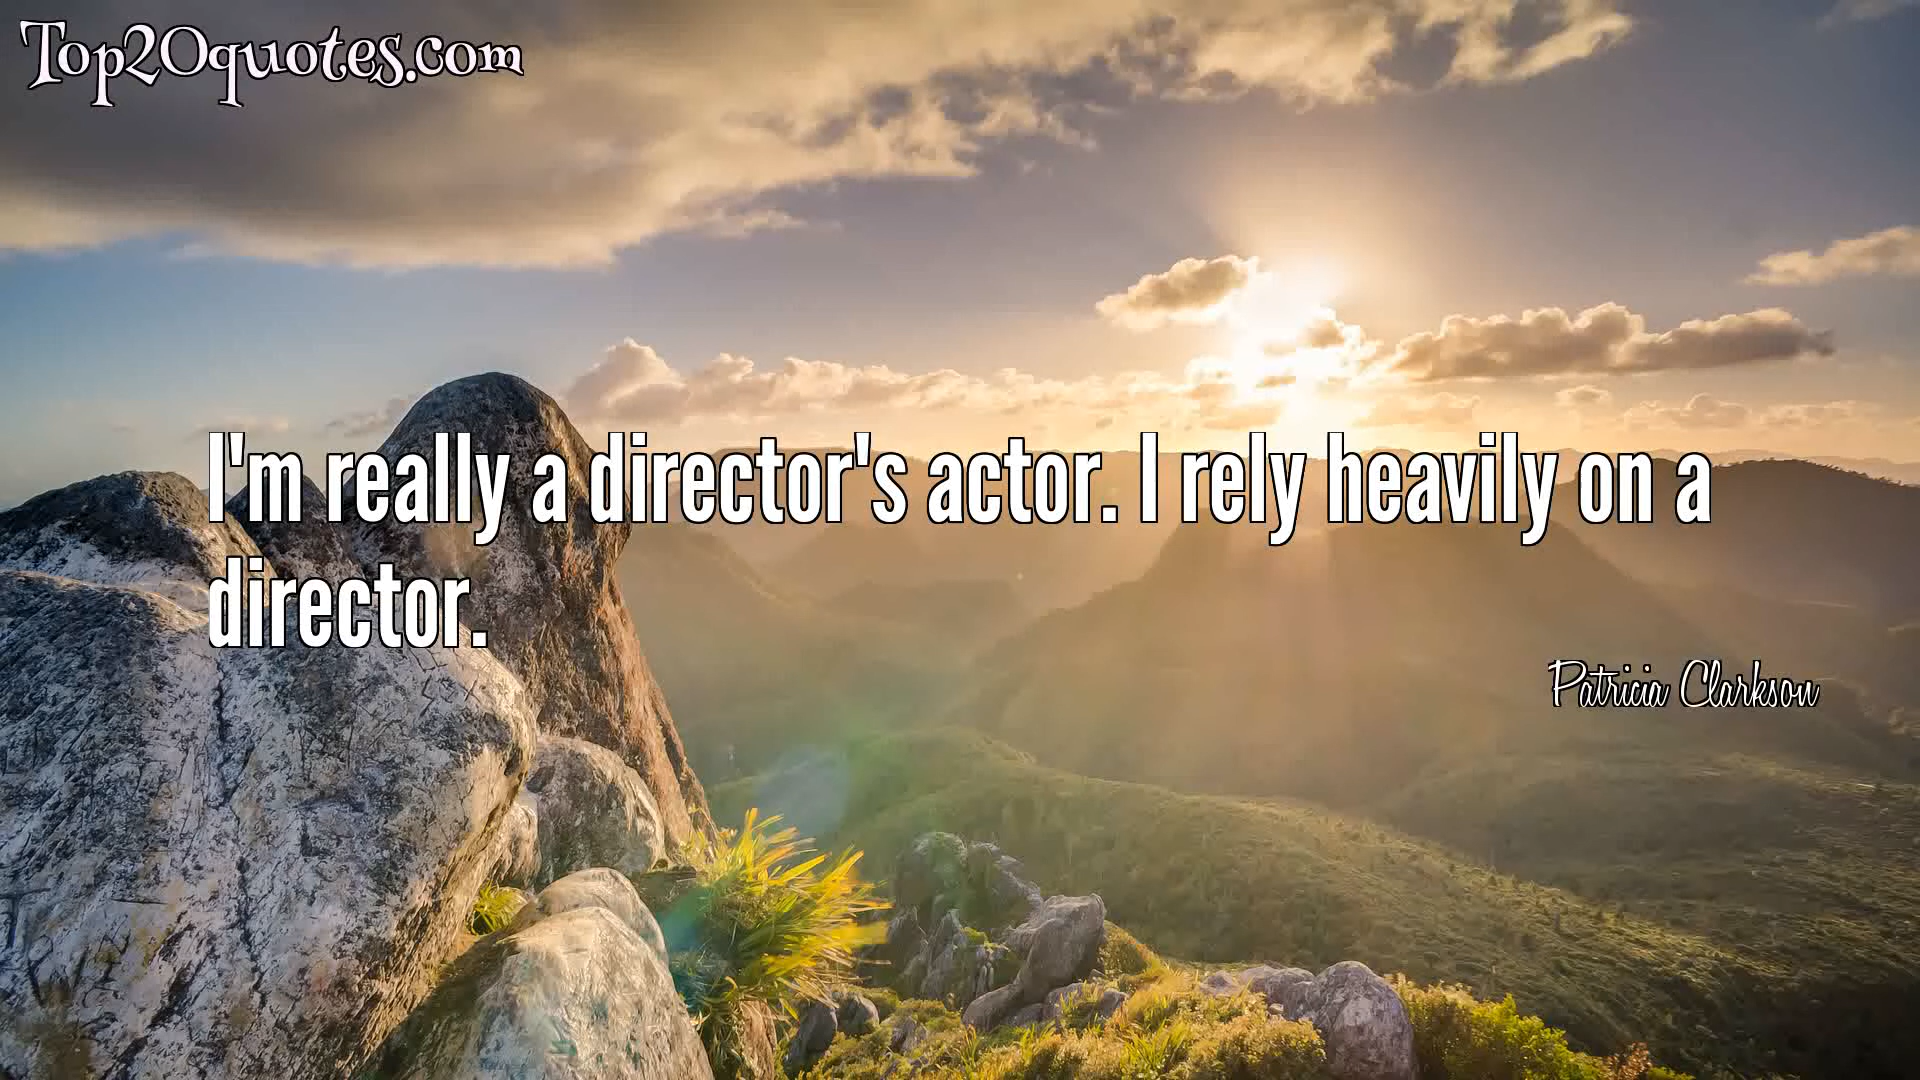 Top20quotes.com
I'm really a director's actor. I rely heavily on a
director.
Patricia Clarkson